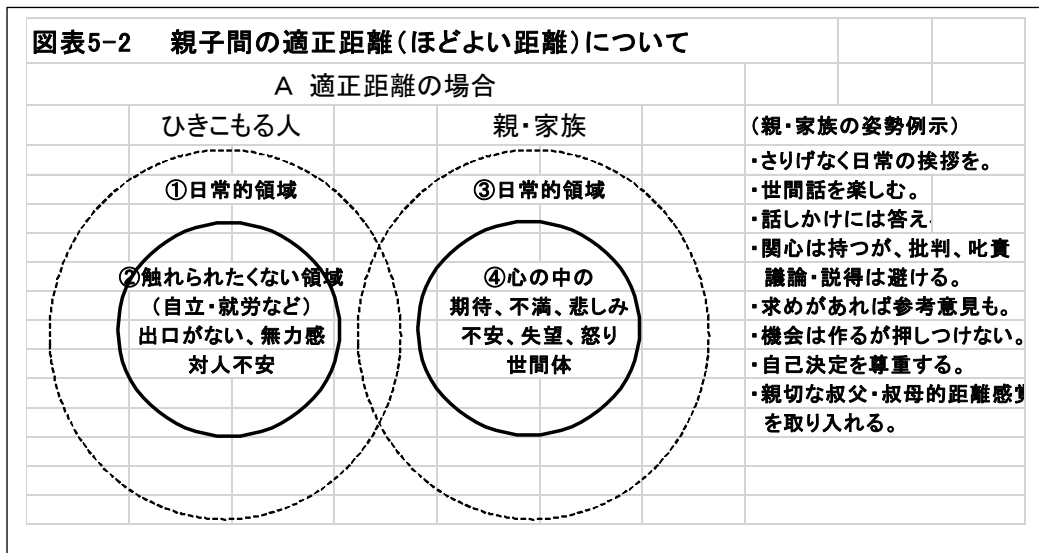 図表5-2 親子間の適正距離（ほどよい距離）について
A 適正距離の場合
ひきこもる人
親・家族
①日常的領域
②触れられたくない領域
（自立・就労など）
出口がない、無力感
対人不安
③日常的領域
④心の中の
期待、不満、悲しみ
不安、失望、怒り
世間体
（親・家族の姿勢例示）
・さりげなく日常の挨拶を。
・世間話を楽しむ。
・話しかけには答え
・関心は持つが、批判、叱責
議論・説得は避ける。
・求めがあれば参考意見も。
・機会は作るが押しつけない。
・自己決定を尊重する。
・親切な叔父・叔母的距離感覚
を取り入れる。